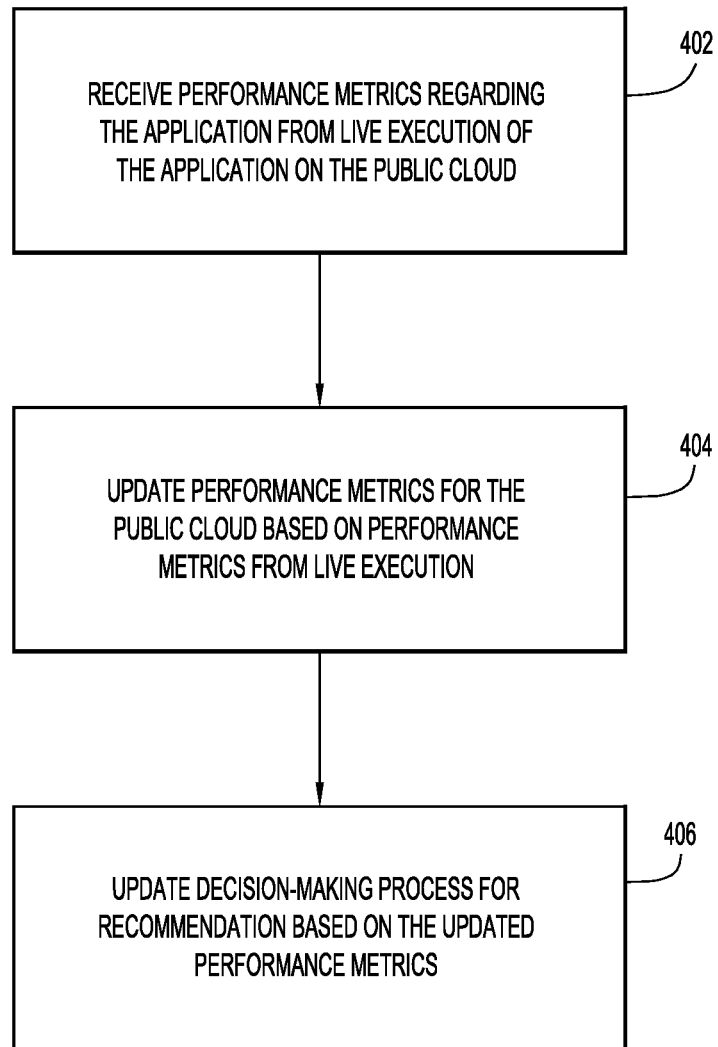 402
RECEIVE PERFORMANCE METRICS REGARDING
THE APPLICATION FROM LIVE EXECUTION OF
THE APPLICATION ON THE PUBLIC CLOUD
404
UPDATE PERFORMANCE METRICS FOR THE
PUBLIC CLOUD BASED ON PERFORMANCE
METRICS FROM LIVE EXECUTION
406
UPDATE DECISION-MAKING PROCESS FOR
RECOMMENDATION BASED ON THE UPDATED
PERFORMANCE METRICS